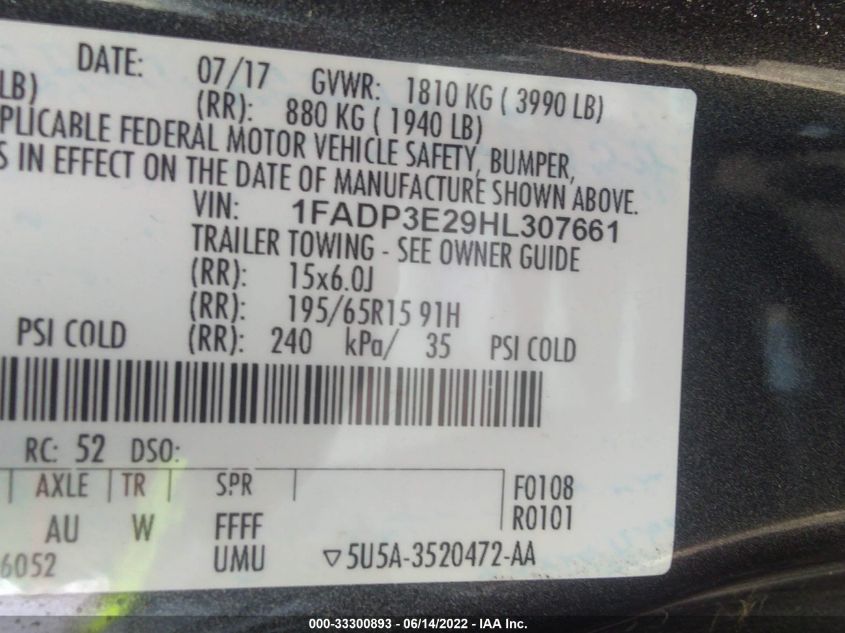 DATE: 07/17 GVWR: 1810 KG ( 3990 LB)
LB) (RR): 880 KG ( 1940 LB)
PLICABLE FEDERAL MOTOR VEHICLE SAFETY, BUMPER,
S IN EFFECT ON THE DATE OF MANUFACTURE SHOWN ABOVE.
VIN: 1FADP3E29HL307661
TRAILER TOWING - SEE OWNER GUIDE
(RR): 15x6.0J
(RR): 195/65R15 91H
PSI COLD (RR): 240 kPa/ 35 PSI COLD
RC: 52 DSO:
AXLE TR SPR F0108
AU W FFFF R0101
6052 UMU 5U5A-3520472-AA
000-33300893 - 06/14/2022 - IAA Inc.